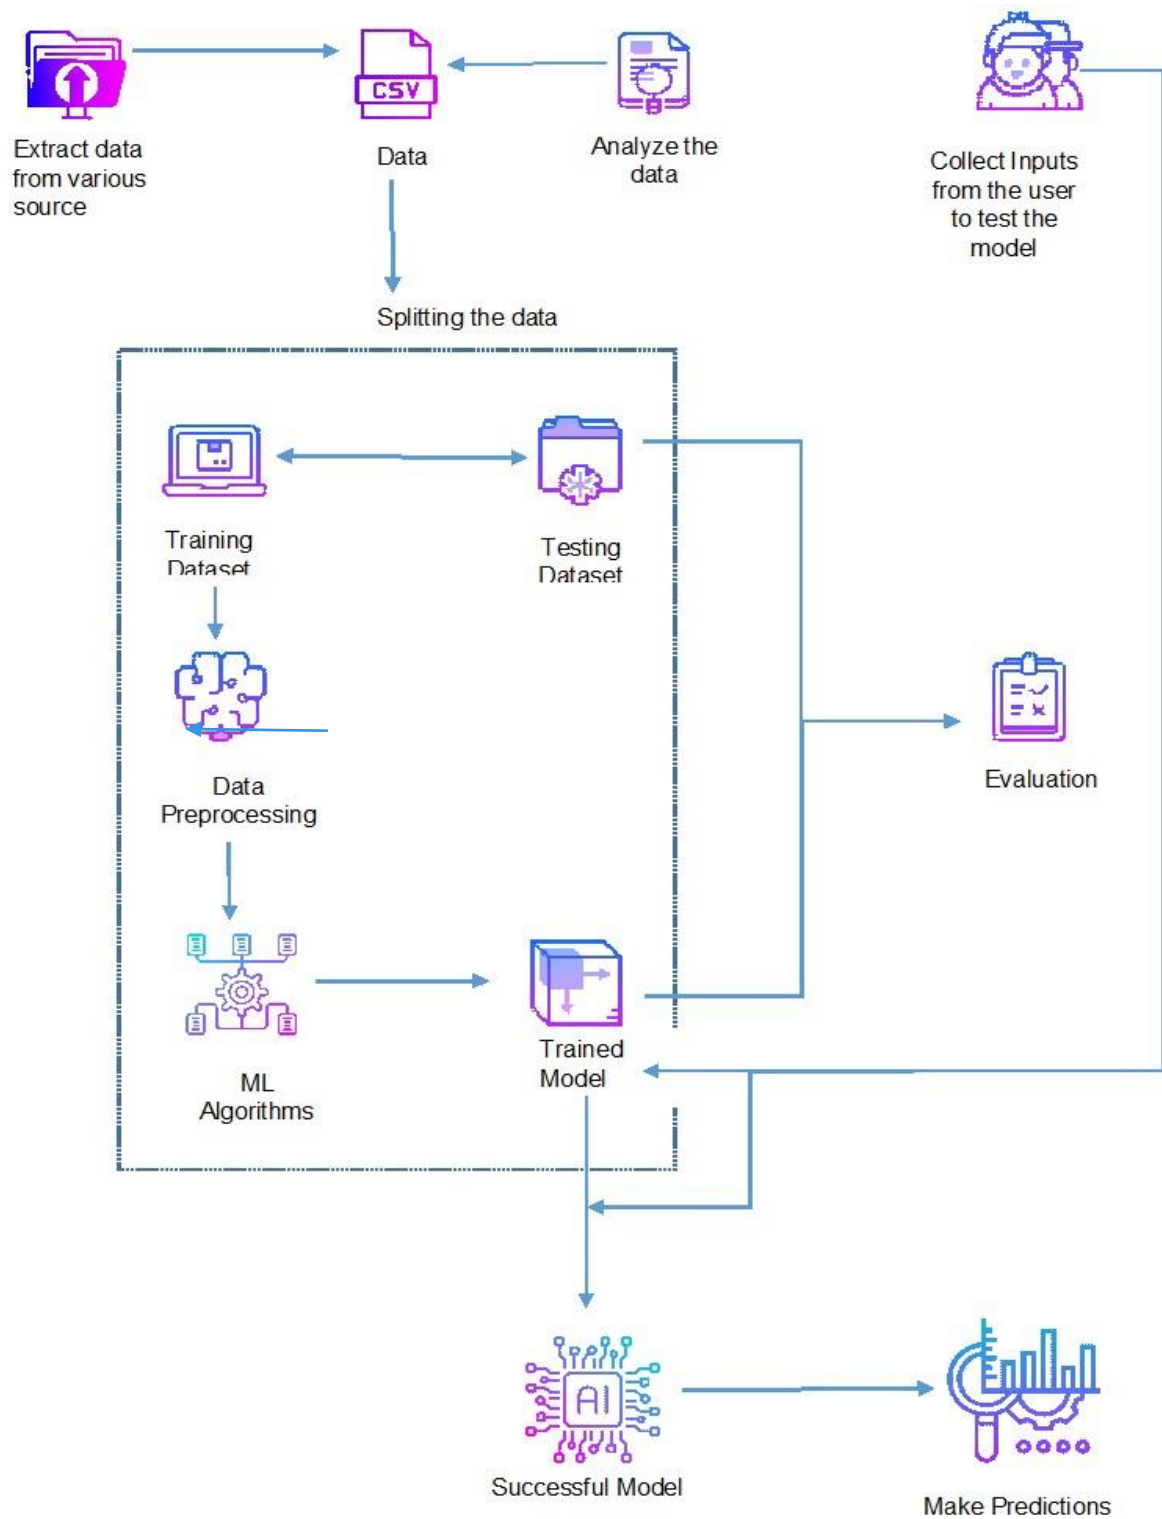 Extract data
from various
source
CSV
Data
Analyze the
data
Collect Inputs
from the user
to test the
model
Splitting the data
Training
Dataset
Testing
Dataset
Data
Preprocessing
Evaluation
ML
Algorithms
Trained
Model
AI
Successful Model
Make Predictions